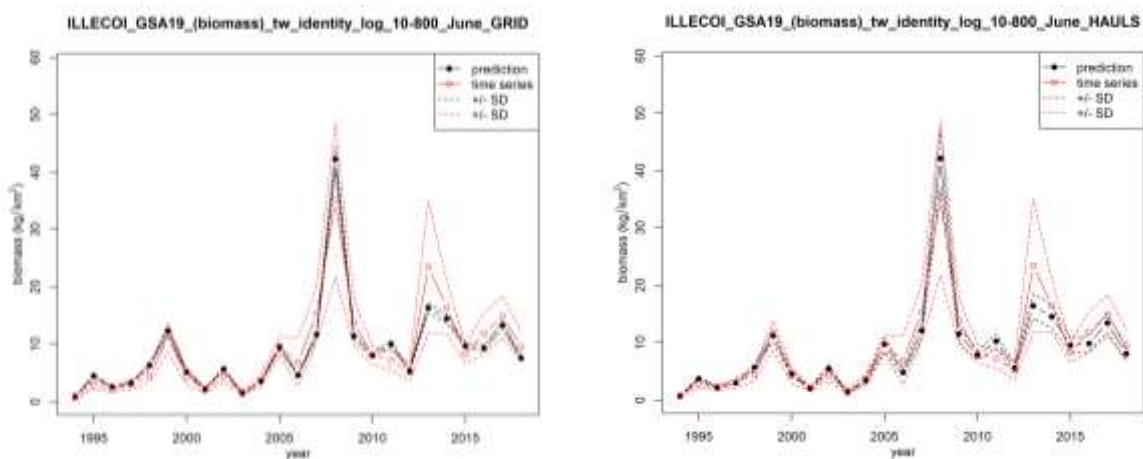 ILLECOI_GSA19_(biomass)_tw_identity_log_10-800_June_GRID
60
50
40
30
20
10
0
biomass (kg/km²)
prediction
time series
+/- SD
+/- SD
1995 2000 2005 2010 2015
year
ILLECOI_GSA19_(biomass)_tw_identity_log_10-800_June_HAULS
60
50
40
30
20
10
0
biomass (kg/km²)
prediction
time series
+/- SD
+/- SD
1995 2000 2005 2010 2015
year